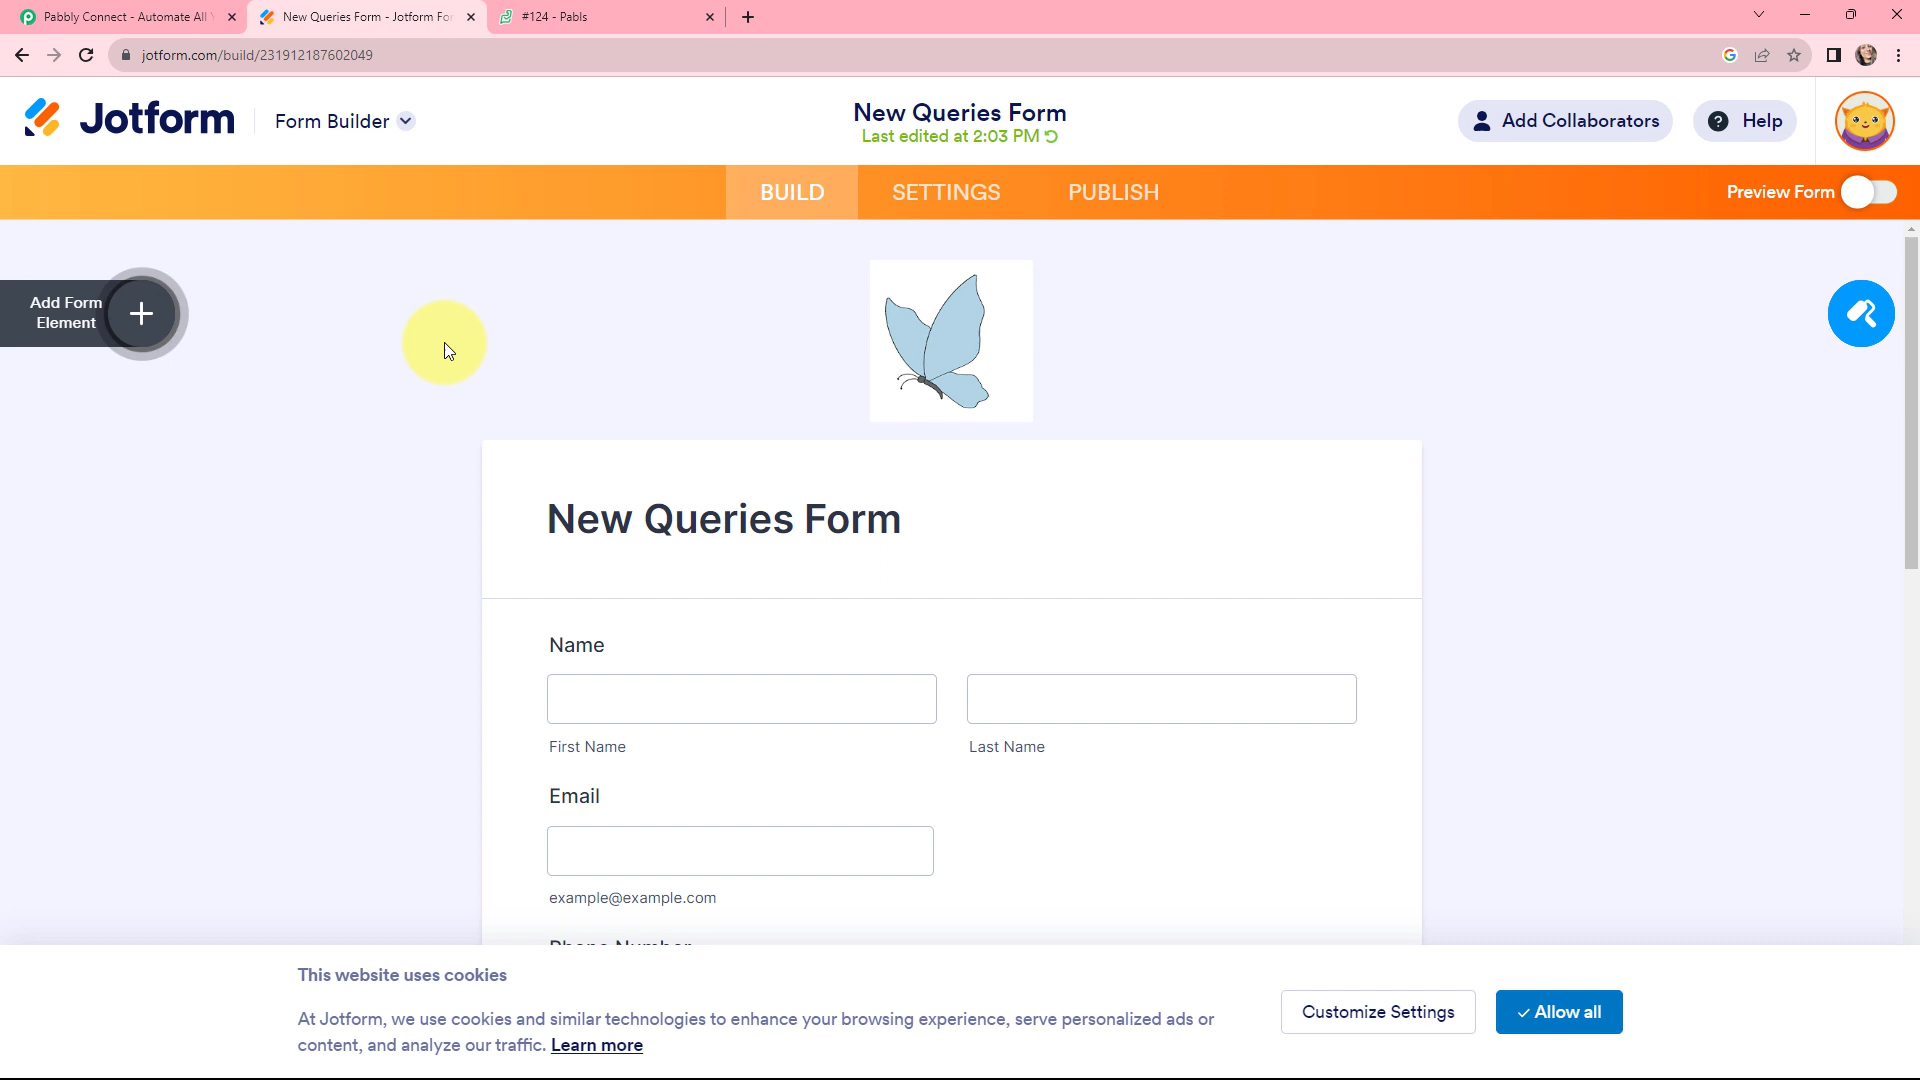 Pabbly Connect - Automate All
New Queries Form - Jotform For
#124 - Pabls
jotform.com/build/231912187602049
Jotform
Form Builder
New Queries Form
Last edited at 2:03 PM
Add Collaborators
? Help
BUILD
SETTINGS
PUBLISH
Preview Form
Add Form
Element
New Queries Form
Name
First Name
Last Name
Email
example@example.com
Phone Number
This website uses cookies
At Jotform, we use cookies and similar technologies to enhance your browsing experience, serve personalized ads or
content, and analyze our traffic. Learn more
Customize Settings
Allow all